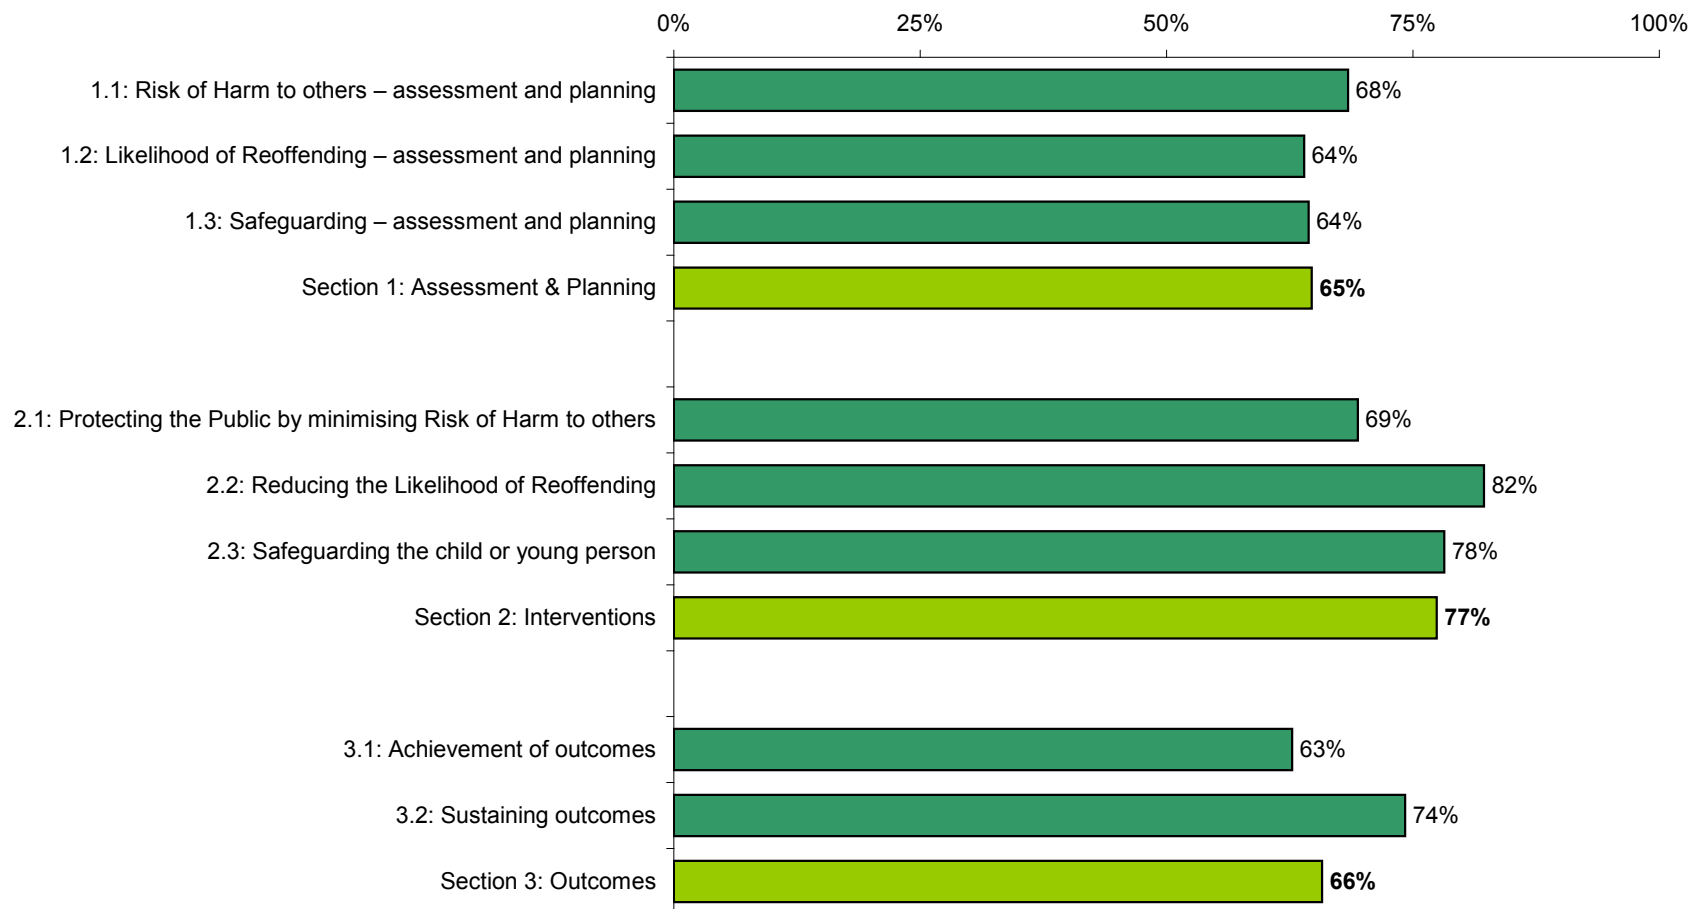 0% 25% 50% 75% 100%
1.1: Risk of Harm to others – assessment and planning 68%
1.2: Likelihood of Reoffending – assessment and planning 64%
1.3: Safeguarding – assessment and planning 64%
Section 1: Assessment & Planning 65%
2.1: Protecting the Public by minimising Risk of Harm to others 69%
2.2: Reducing the Likelihood of Reoffending 82%
2.3: Safeguarding the child or young person 78%
Section 2: Interventions 77%
3.1: Achievement of outcomes 63%
3.2: Sustaining outcomes 74%
Section 3: Outcomes 66%